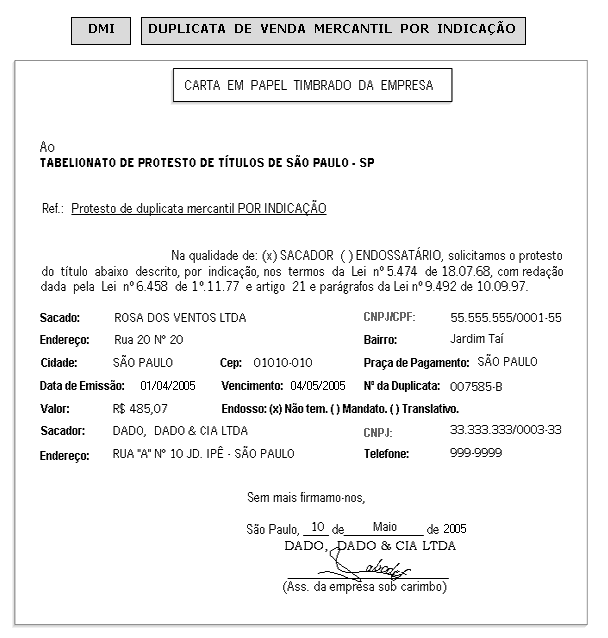 DMI DUPLICATA DE VENDA MERCANTIL POR INDICAÇÃO
CARTA EM PAPEL TIMBRADO DA EMPRESA
Ao
TABELIONATO DE PROTESTO DE TÍTULOS DE SÃO PAULO - SP
Ref.: Protesto de duplicata mercantil POR INDICAÇÃO
Na qualidade de: (x) SACADOR ( ) ENDOSSATÁRIO, solicitamos o protesto
do título abaixo descrito, por indicação, nos termos da Lei nº 5.474 de 18.07.68, com redação
dada pela Lei nº 6.458 de 1º.11.77 e artigo 21 e parágrafos da Lei nº 9.492 de 10.09.97.
Sacado: ROSA DOS VENTOS LTDA CNPJ/CPF: 55.555.555/0001-55
Endereço: Rua 20 Nº 20 Bairro: Jardim Taí
Cidade: SÃO PAULO Cep: 01010-010 Praça de Pagamento: SÃO PAULO
Data de Emissão: 01/04/2005 Vencimento: 04/05/2005 Nº da Duplicata: 007585-B
Valor: R$ 485,07 Endosso: (x) Não tem. ( ) Mandato. ( ) Translativo.
Sacador: DADO, DADO & CIA LTDA CNPJ: 33.333.333/0003-33
Endereço: RUA "A" Nº 10 JD. IPÊ - SÃO PAULO Telefone: 999-9999
Sem mais firmamo-nos,
São Paulo, 10 de Maio de 2005
DADO, DADO & CIA LTDA
abcdef
(Ass. da empresa sob carimbo)